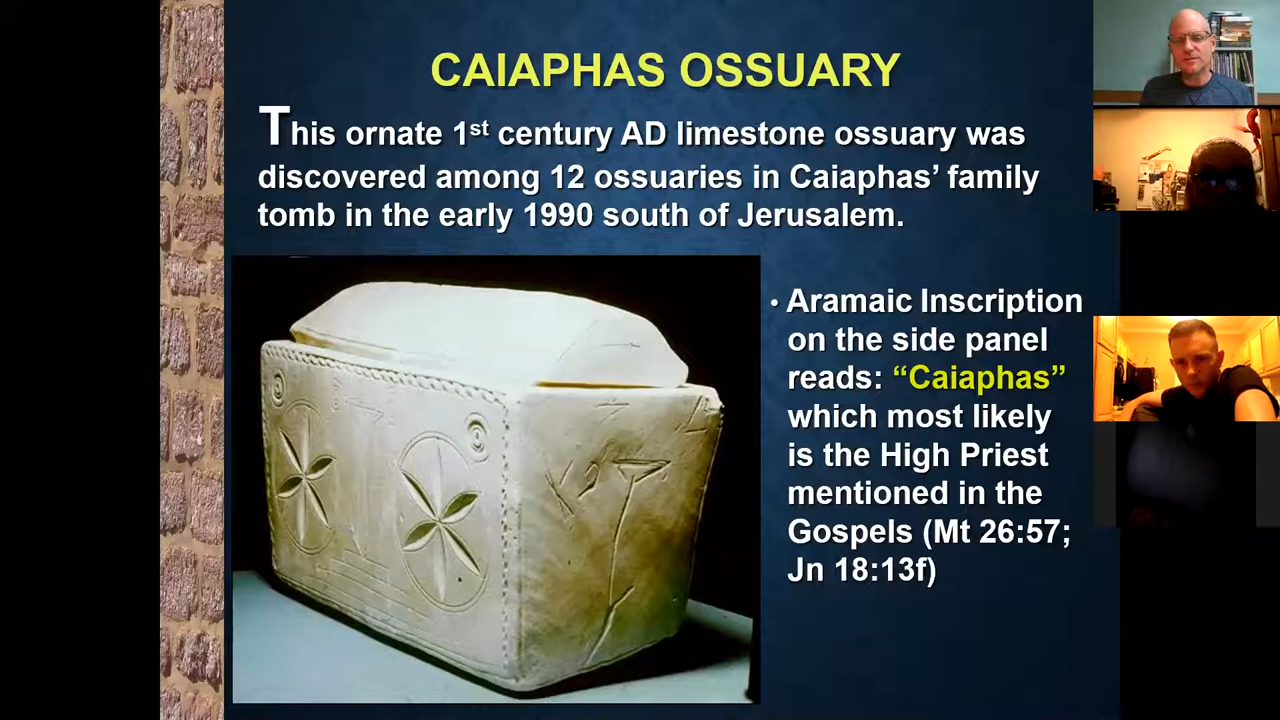 CAIAPHAS OSSUARY
This ornate 1st century AD limestone ossuary was
discovered among 12 ossuaries in Caiaphas’ family
tomb in the early 1990 south of Jerusalem.
• Aramaic Inscription
on the side panel
reads: “Caiaphas”
which most likely
is the High Priest
mentioned in the
Gospels (Mt 26:57;
Jn 18:13f)